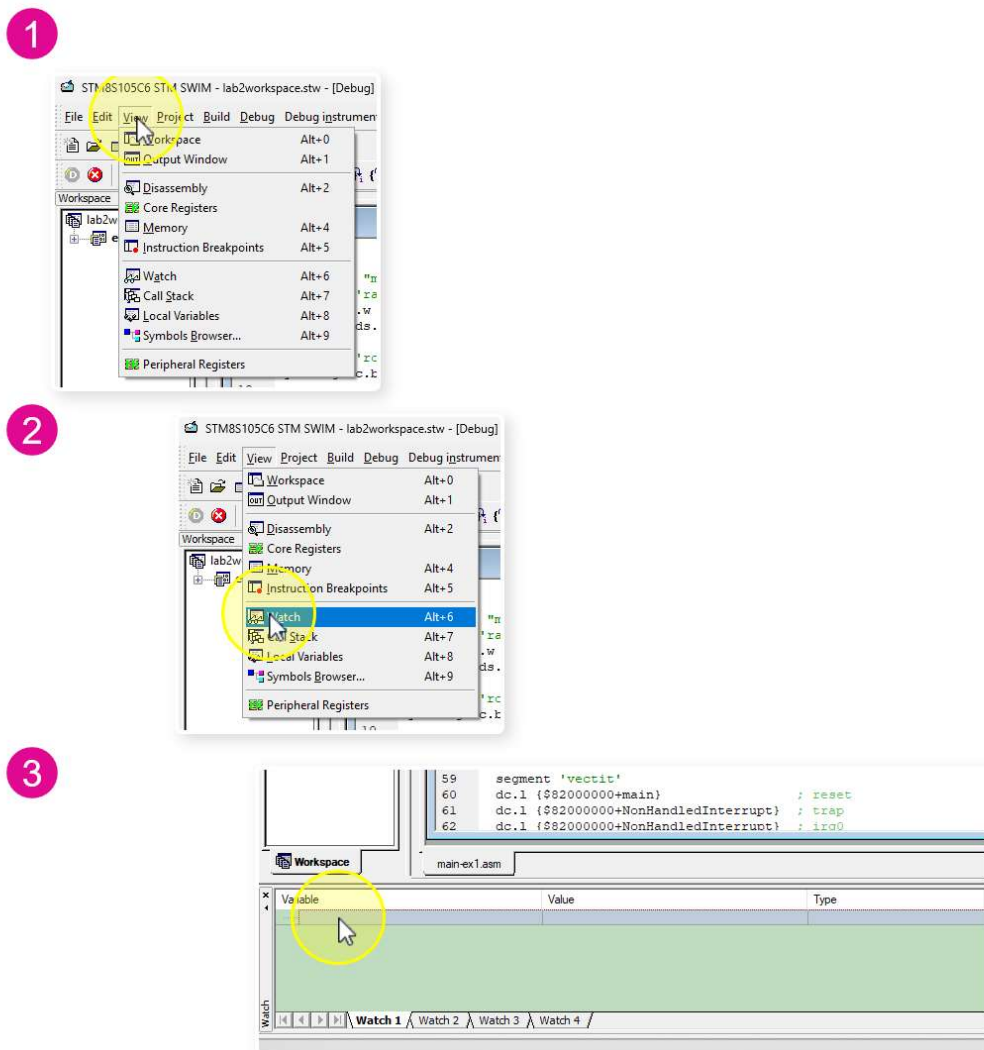 1
STM8S105C6 STM SWIM - lab2workspace.stw - [Debug]
File Edit View Project Build Debug Debug instrumen
Workspace Alt+0
Output Window Alt+1
Disassembly Alt+2
Workspace
Core Registers
lab2w
Memory Alt+4
Instruction Breakpoints Alt+5
Watch Alt+6
Call Stack Alt+7
Local Variables Alt+8
Symbols Browser... Alt+9
Peripheral Registers
2
STM8S105C6 STM SWIM - lab2workspace.stw - [Debug]
File Edit View Project Build Debug Debug instrumen
Workspace Alt+0
Output Window Alt+1
Disassembly Alt+2
Workspace
Core Registers
lab2w
Memory Alt+4
Instruction Breakpoints Alt+5
Watch Alt+6
Call Stack Alt+7
Local Variables Alt+8
Symbols Browser... Alt+9
Peripheral Registers
3
59 segment 'vectit'
60 dc.l {$82000000+main} ; reset
61 dc.l {$82000000+NonHandledInterrupt} ; trap
62 dc.l {$82000000+NonHandledInterrupt} ; irq0
Workspace main-ex1.asm
Variable Value Type
Watch
Watch 1 Watch 2 Watch 3 Watch 4